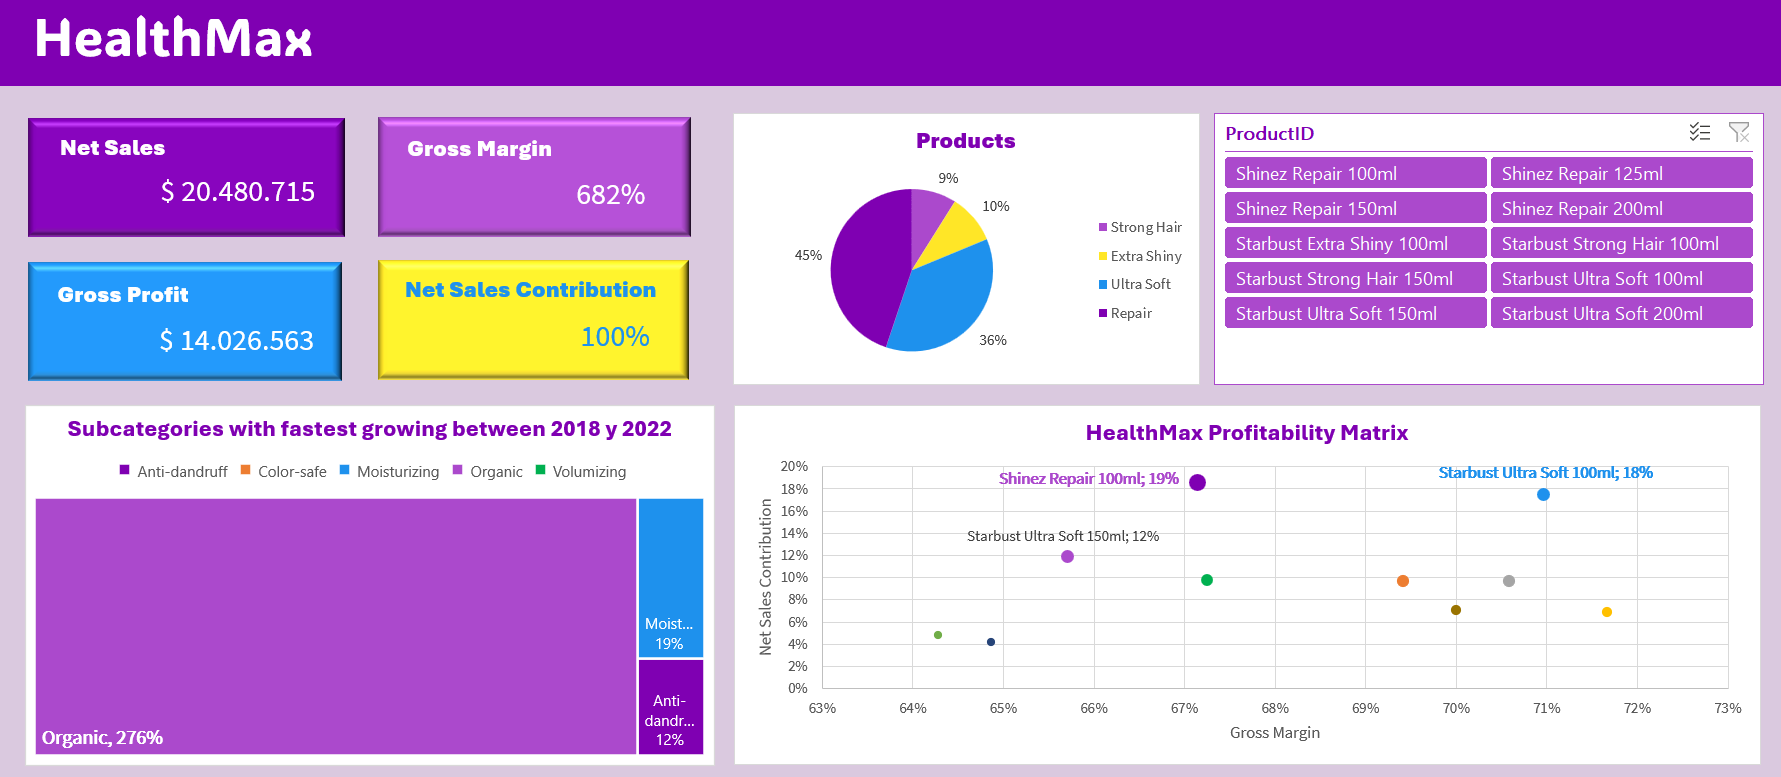 HealthMax
Net Sales
$ 20.480.715
Gross Margin
682%
Gross Profit
$ 14.026.563
Net Sales Contribution
100%
Products
9%
10%
45%
36%
Strong Hair
Extra Shiny
Ultra Soft
Repair
ProductID
Shinez Repair 100ml
Shinez Repair 125ml
Shinez Repair 150ml
Shinez Repair 200ml
Starbust Extra Shiny 100ml
Starbust Strong Hair 100ml
Starbust Strong Hair 150ml
Starbust Ultra Soft 100ml
Starbust Ultra Soft 150ml
Starbust Ultra Soft 200ml
Subcategories with fastest growing between 2018 y 2022
Anti-dandruff Color-safe Moisturizing Organic Volumizing
Moist...
19%
Anti-
dandr...
12%
Organic, 276%
HealthMax Profitability Matrix
Net Sales Contribution
20%
18%
16%
14%
12%
10%
8%
6%
4%
2%
0%
Shinez Repair 100ml; 19%
Starbust Ultra Soft 100ml; 18%
Starbust Ultra Soft 150ml; 12%
63% 64% 65% 66% 67% 68% 69% 70% 71% 72% 73%
Gross Margin